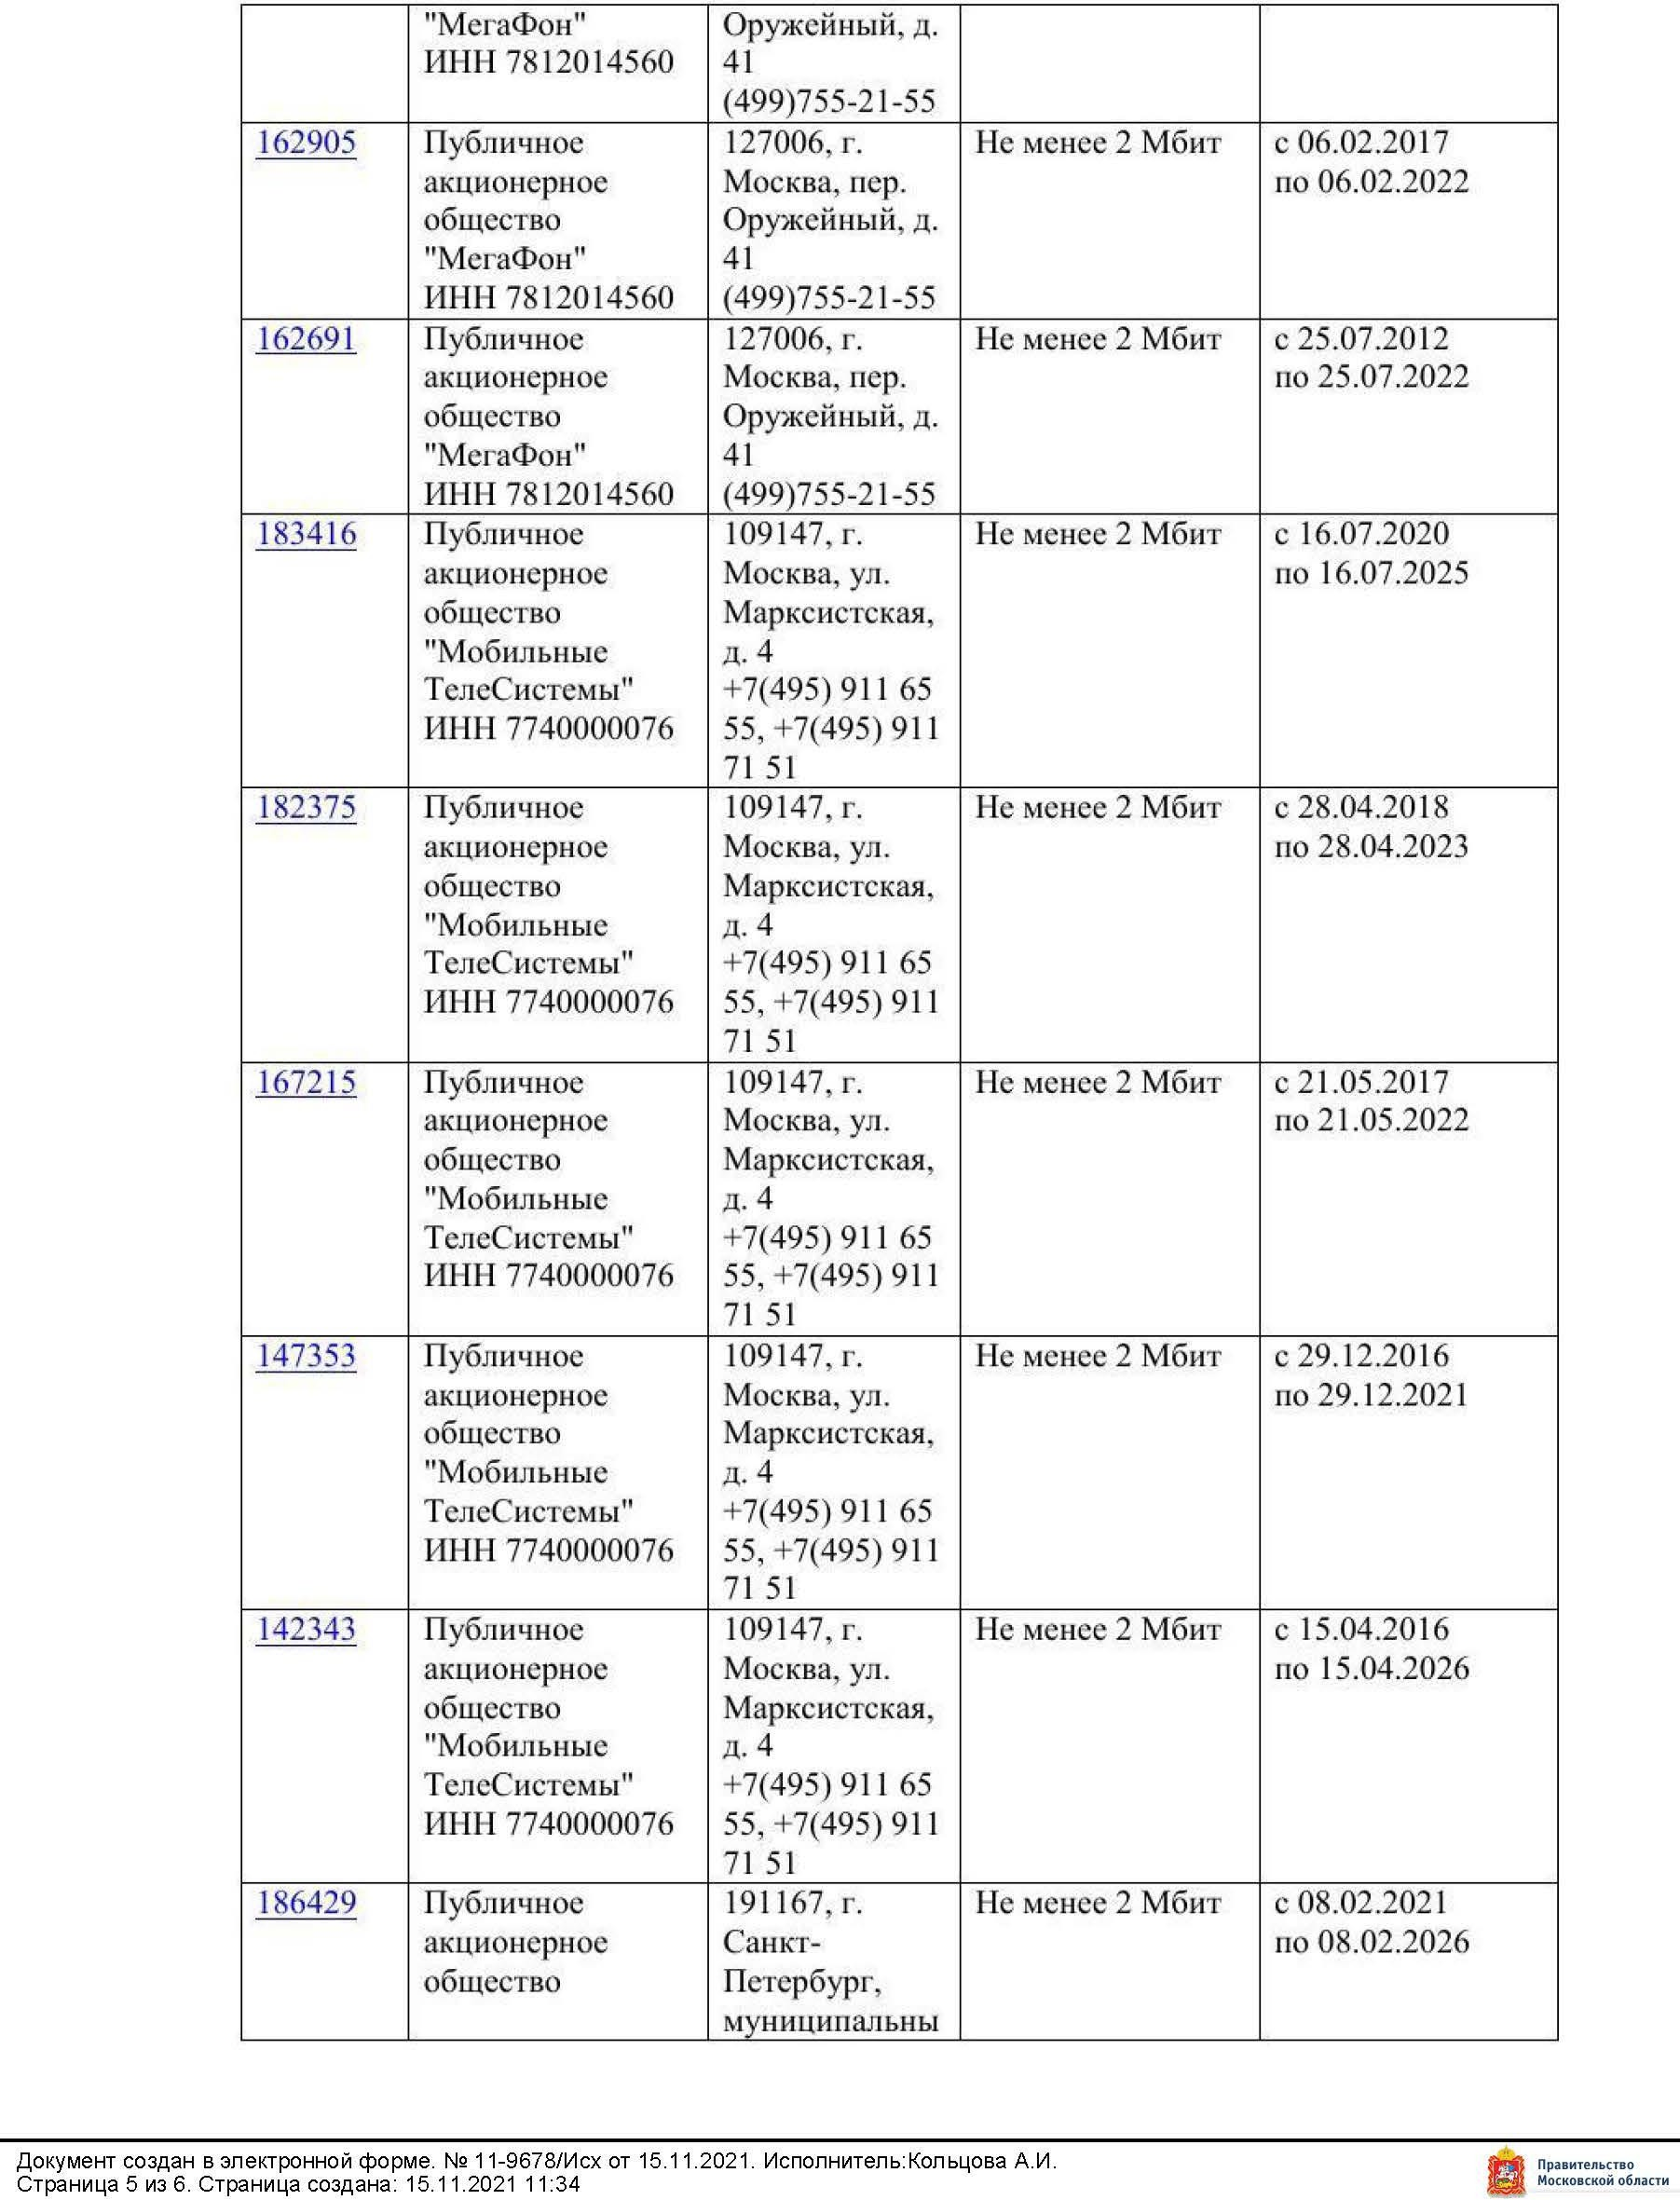 "МегаФон"
ИНН 7812014560
Оружейный, д.
41
(499)755-21-55
162905
Публичное
акционерное
общество
"МегаФон"
ИНН 7812014560
127006, г.
Москва, пер.
Оружейный, д.
41
(499)755-21-55
Не менее 2 Мбит
с 06.02.2017
по 06.02.2022
162691
Публичное
акционерное
общество
"МегаФон"
ИНН 7812014560
127006, г.
Москва, пер.
Оружейный, д.
41
(499)755-21-55
Не менее 2 Мбит
с 25.07.2012
по 25.07.2022
183416
Публичное
акционерное
общество
"Мобильные
ТелеСистемы"
ИНН 7740000076
109147, г.
Москва, ул.
Марксистская,
д. 4
+7(495) 911 65
55, +7(495) 911
71 51
Не менее 2 Мбит
с 16.07.2020
по 16.07.2025
182375
Публичное
акционерное
общество
"Мобильные
ТелеСистемы"
ИНН 7740000076
109147, г.
Москва, ул.
Марксистская,
д. 4
+7(495) 911 65
55, +7(495) 911
71 51
Не менее 2 Мбит
с 28.04.2018
по 28.04.2023
167215
Публичное
акционерное
общество
"Мобильные
ТелеСистемы"
ИНН 7740000076
109147, г.
Москва, ул.
Марксистская,
д. 4
+7(495) 911 65
55, +7(495) 911
71 51
Не менее 2 Мбит
с 21.05.2017
по 21.05.2022
147353
Публичное
акционерное
общество
"Мобильные
ТелеСистемы"
ИНН 7740000076
109147, г.
Москва, ул.
Марксистская,
д. 4
+7(495) 911 65
55, +7(495) 911
71 51
Не менее 2 Мбит
с 29.12.2016
по 29.12.2021
142343
Публичное
акционерное
общество
"Мобильные
ТелеСистемы"
ИНН 7740000076
109147, г.
Москва, ул.
Марксистская,
д. 4
+7(495) 911 65
55, +7(495) 911
71 51
Не менее 2 Мбит
с 15.04.2016
по 15.04.2026
186429
Публичное
акционерное
общество
191167, г.
Санкт-
Петербург,
муниципальны
Не менее 2 Мбит
с 08.02.2021
по 08.02.2026
Документ создан в электронной форме. № 11-9678/Исх от 15.11.2021. Исполнитель:Кольцова А.И.
Страница 5 из 6. Страница создана: 15.11.2021 11:34
Правительство
Московской области